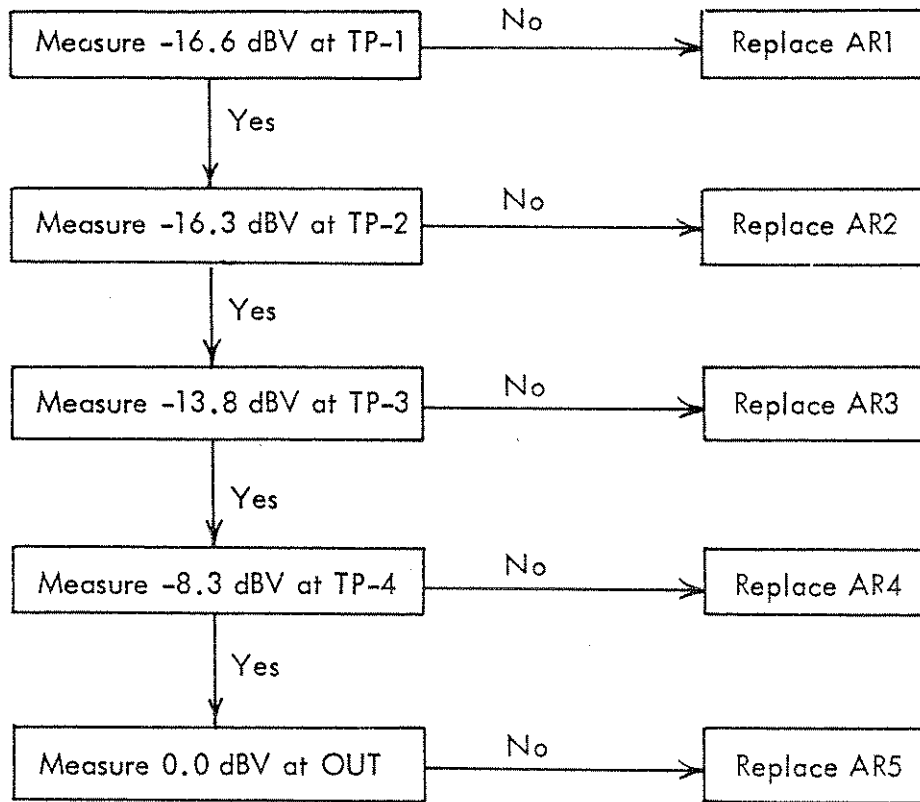 Measure -16.6 dBV at TP-1
No
Replace AR1
Yes
Measure -16.3 dBV at TP-2
No
Replace AR2
Yes
Measure -13.8 dBV at TP-3
No
Replace AR3
Yes
Measure -8.3 dBV at TP-4
No
Replace AR4
Yes
Measure 0.0 dBV at OUT
No
Replace AR5